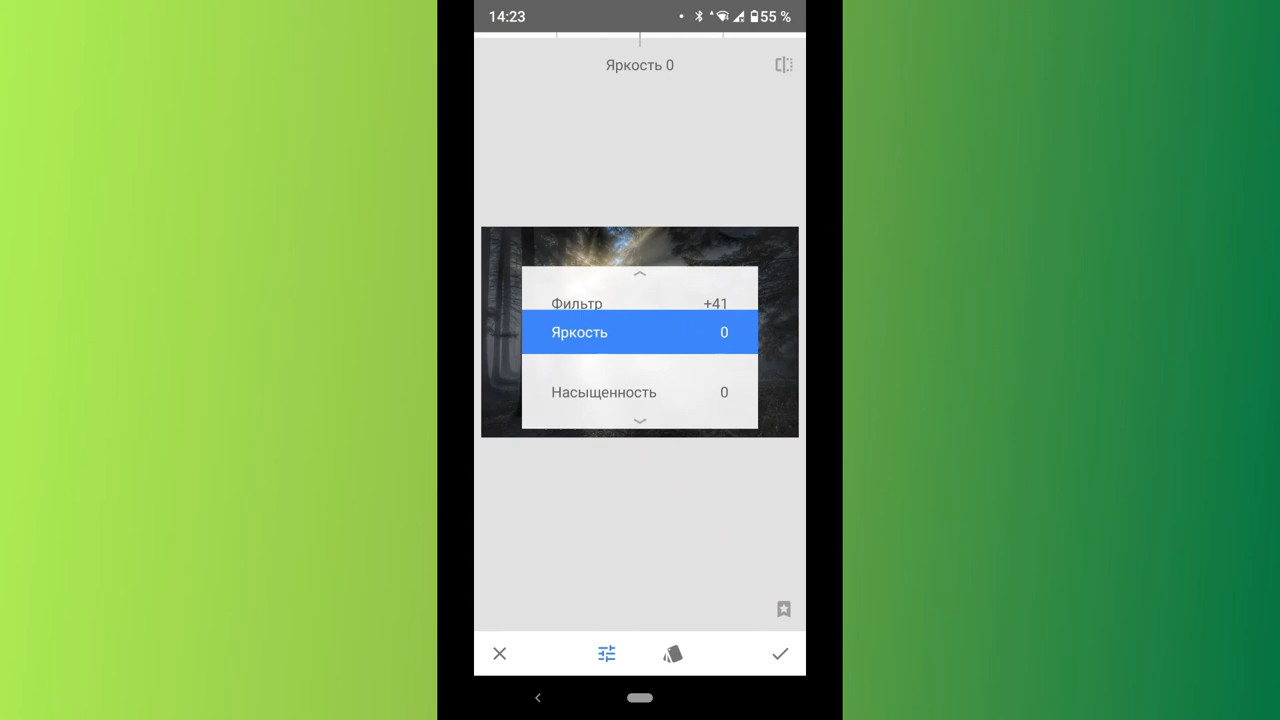 14:23
55 %
Яркость 0
Фильтр +41
Яркость 0
Насыщенность 0